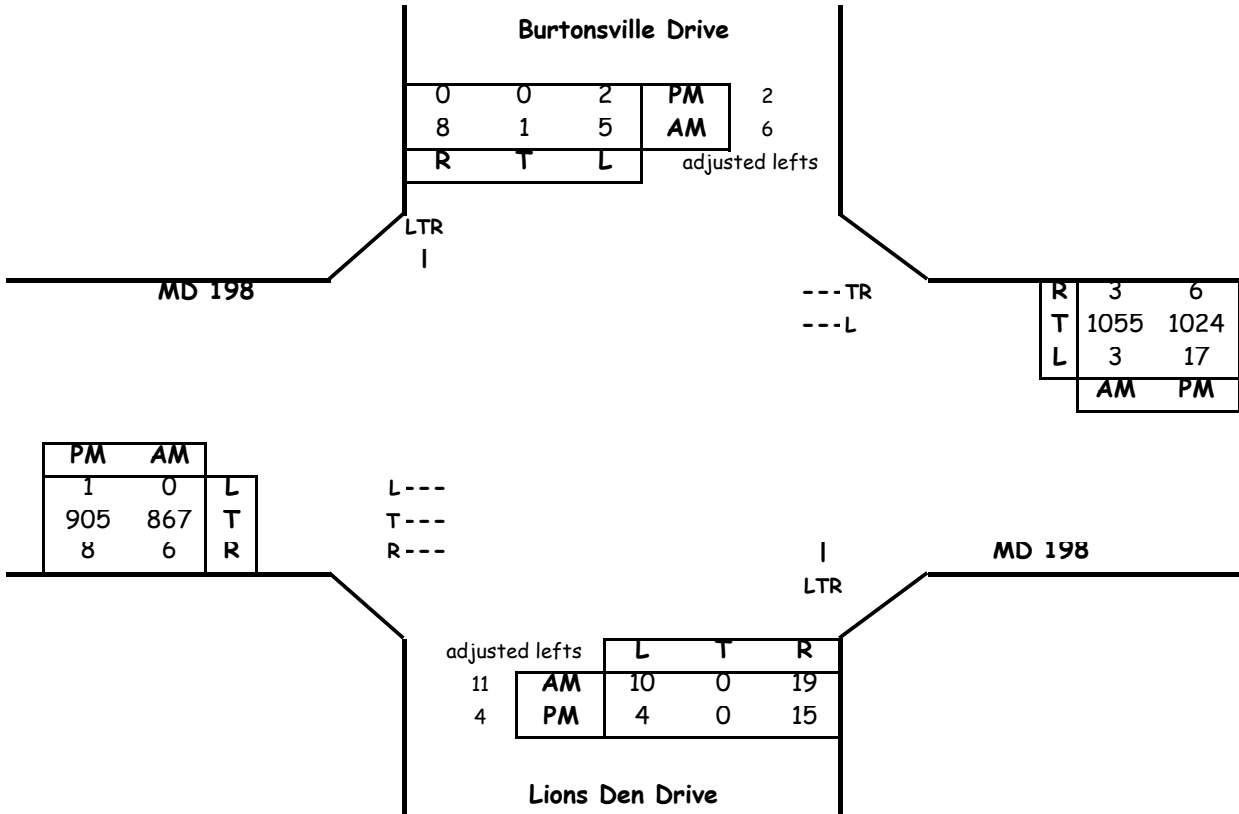 Burtonsville Drive
0 0 2 PM 2
8 1 5 AM 6
R T L adjusted lefts
LTR
|
MD 198
---TR
---L
R 3 6
T 1055 1024
L 3 17
AM PM
PM AM
1 0 L
905 867 T
8 6 R
L---
T---
R---
|
LTR
MD 198
adjusted lefts L T R
11 AM 10 0 19
4 PM 4 0 15
Lions Den Drive